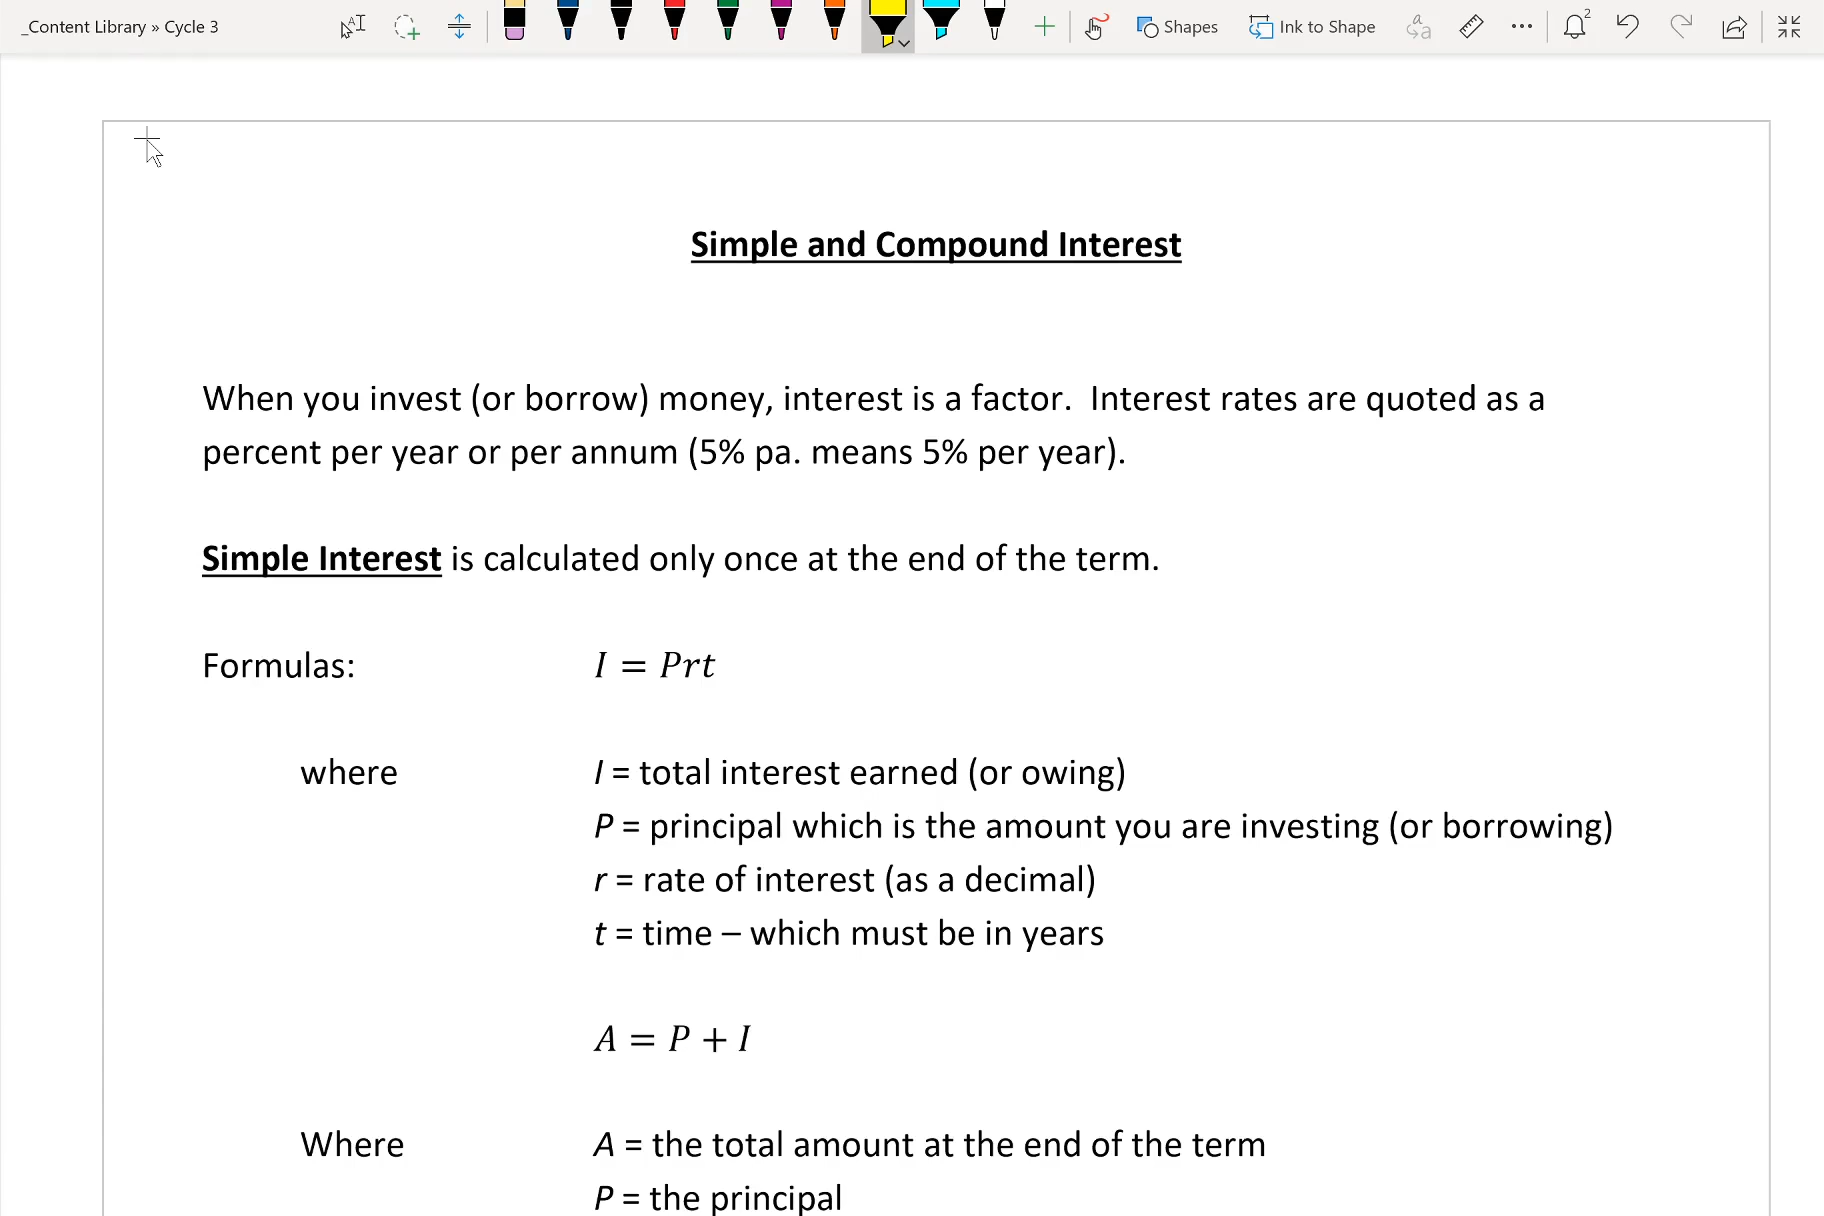 _Content Library » Cycle 3
Shapes
Ink to Shape
2
Simple and Compound Interest
When you invest (or borrow) money, interest is a factor.  Interest rates are quoted as a
percent per year or per annum (5% pa. means 5% per year).
Simple Interest is calculated only once at the end of the term.
Formulas: I = Prt
where I = total interest earned (or owing)
P = principal which is the amount you are investing (or borrowing)
r = rate of interest (as a decimal)
t = time – which must be in years
A = P + I
Where A = the total amount at the end of the term
P = the principal